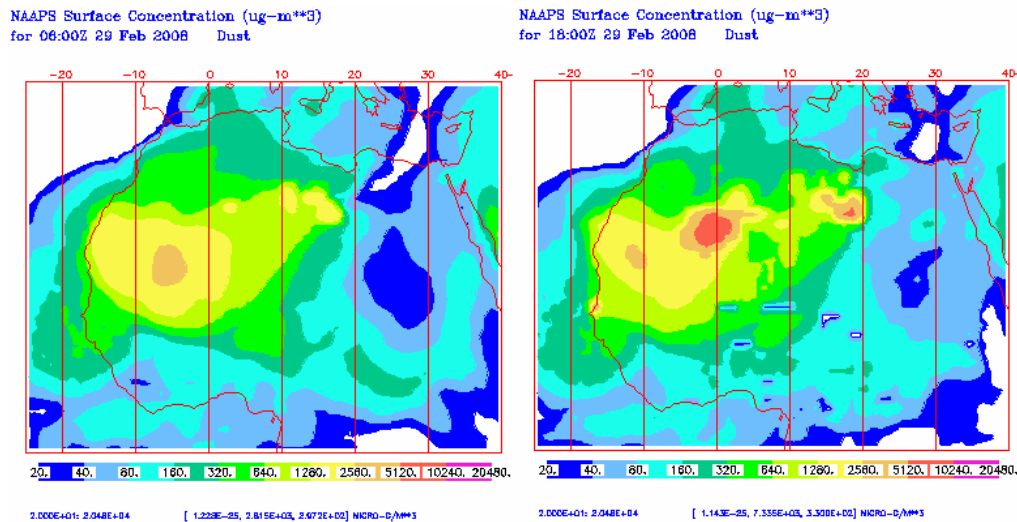 NAAPS Surface Concentration (ug-m**3)
for 06:00Z 29 Feb 2008 Dust
-20 -10 0 10 20 30 40-
20. 40. 80. 160. 320. 640. 1280. 2560. 5120. 10240. 20480.
2.000E+01: 2.048E+04 [ 1.228E-25, 2.815E+03, 2.972E+02] MICRO-G/M**3
NAAPS Surface Concentration (ug-m**3)
for 18:00Z 29 Feb 2008 Dust
-20 -10 0 10 20 30 40-
20. 40. 80. 160. 320. 640. 1280. 2560. 5120. 10240. 20480.
2.000E+01: 2.048E+04 [ 1.143E-25, 7.335E+03, 3.300E+02] MICRO-G/M**3